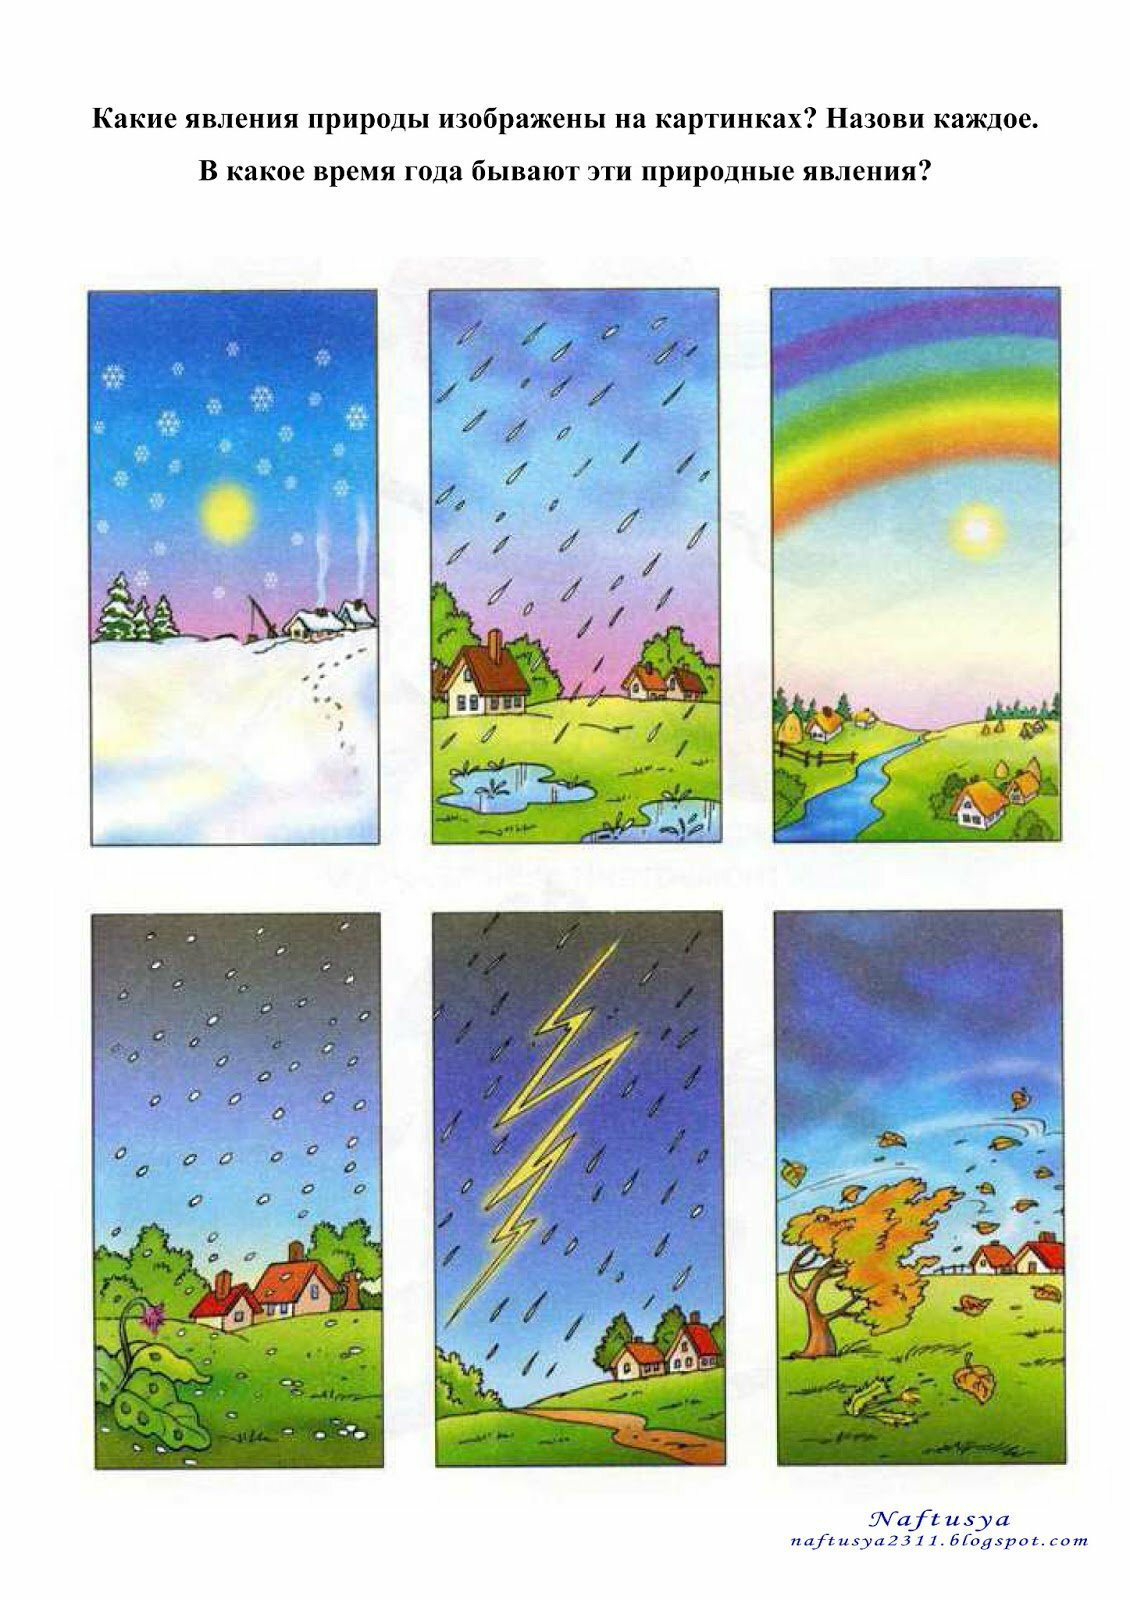 Какие явления природы изображены на картинках? Назови каждое.
В какое время года бывают эти природные явления?
Naftusya
naftusya2311.blogspot.com